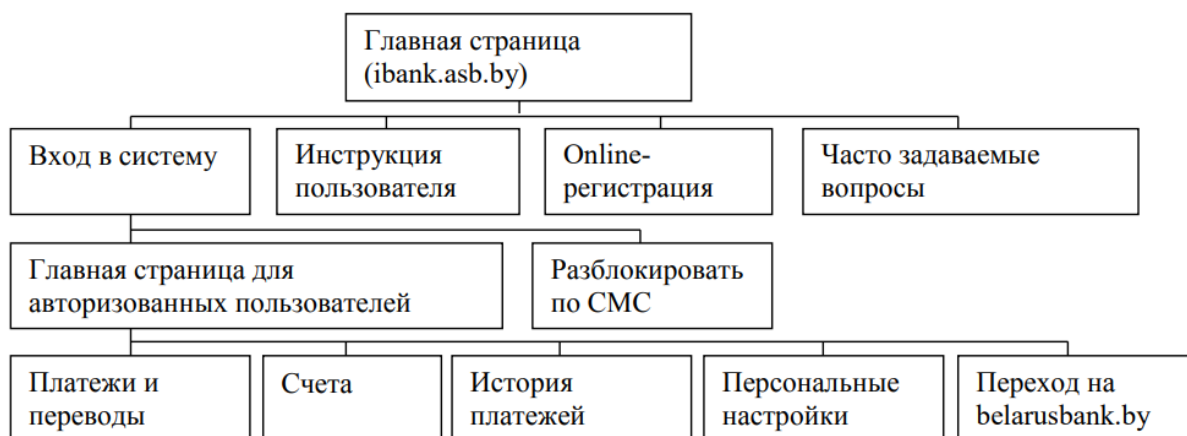 Главная страница
(ibank.asb.by)
Вход в систему
Инструкция
пользователя
Online-
регистрация
Часто задаваемые
вопросы
Главная страница для
авторизованных пользователей
Разблокировать
по СМС
Платежи и
переводы
Счета
История
платежей
Персональные
настройки
Переход на
belarusbank.by